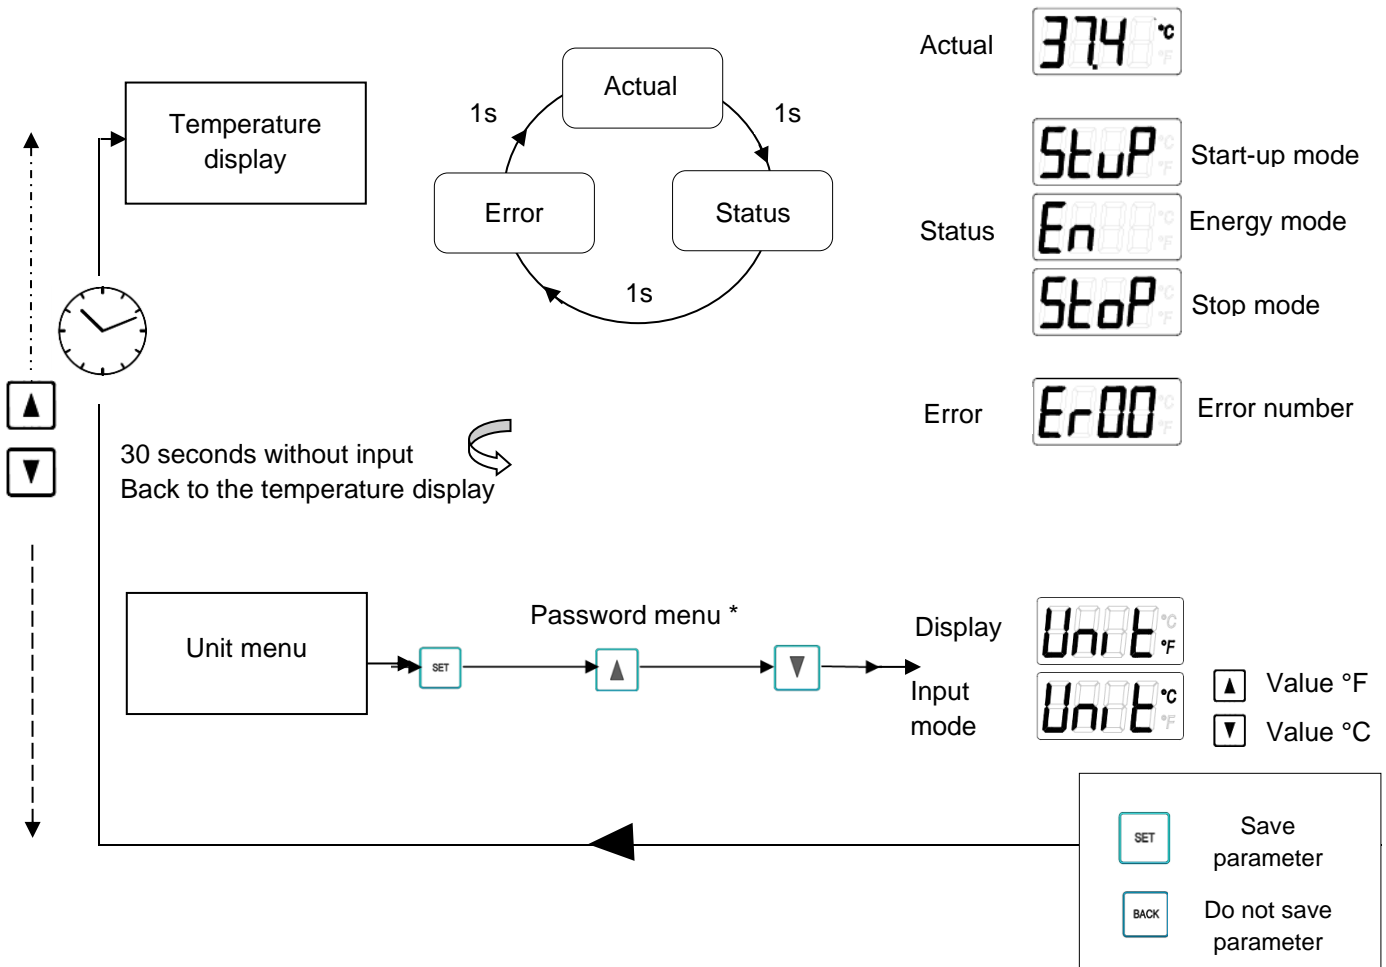 Actual
37.4 °C
°F
Temperature
display
Actual
1s
1s
Error
Status
1s
StuP °C
°F
Start-up mode
Status
En °C
°F
Energy mode
StoP °C
°F
Stop mode
Error
Er00 °C
°F
Error number
30 seconds without input
Back to the temperature display
Unit menu
SET
Password menu *
Display
Unit °C
°F
Input
mode
Unit °C
°F
Value °F
Value °C
SET
Save
parameter
BACK
Do not save
parameter